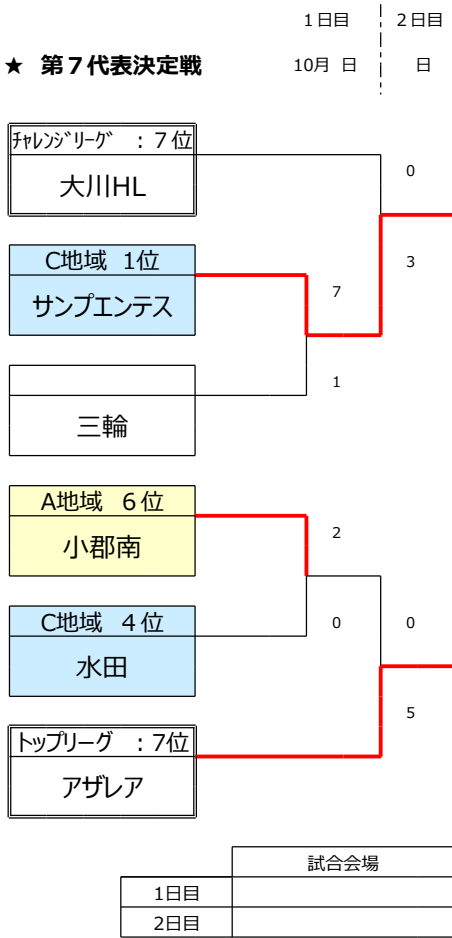 1日目 2日目
★ 第７代表決定戦 10月 日 日
ﾁｬﾚﾝｼﾞﾘｰｸﾞ ：７位
大川HL
0
C地域 1位
サンプエンテス
3
7
1
三輪
A地域 ６位
小郡南
2
C地域 ４位
水田
0
0
5
トップリーグ ：7位
アザレア
試合会場
1日目
2日目